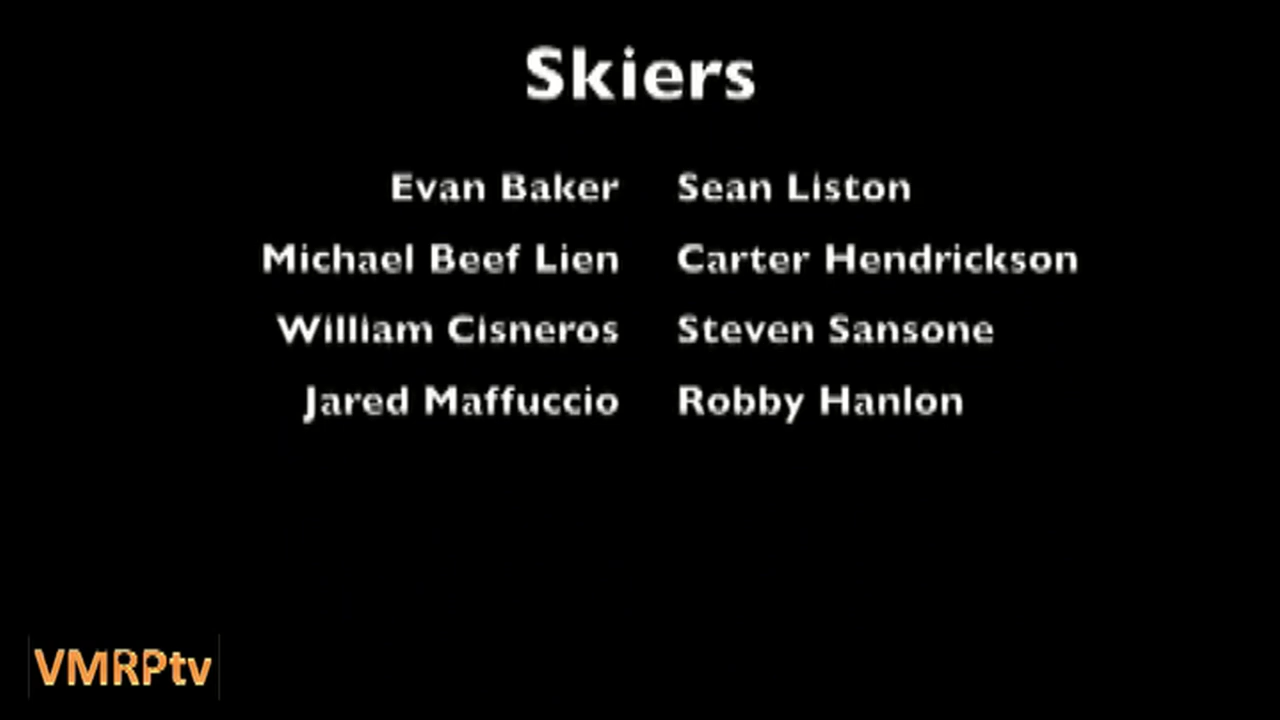 Skiers
Evan Baker Sean Liston
Michael Beef Lien Carter Hendrickson
William Cisneros Steven Sansone
Jared Maffuccio Robby Hanlon
VMRPtv